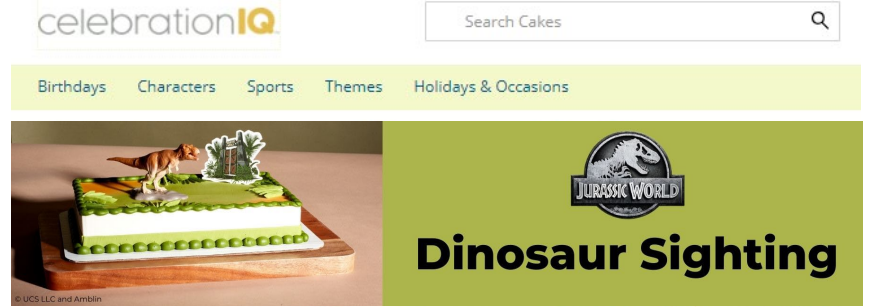 celebrationIQ
Search Cakes
Birthdays Characters Sports Themes Holidays & Occasions
JURASSIC WORLD
Dinosaur Sighting
© UCS LLC and Amblin